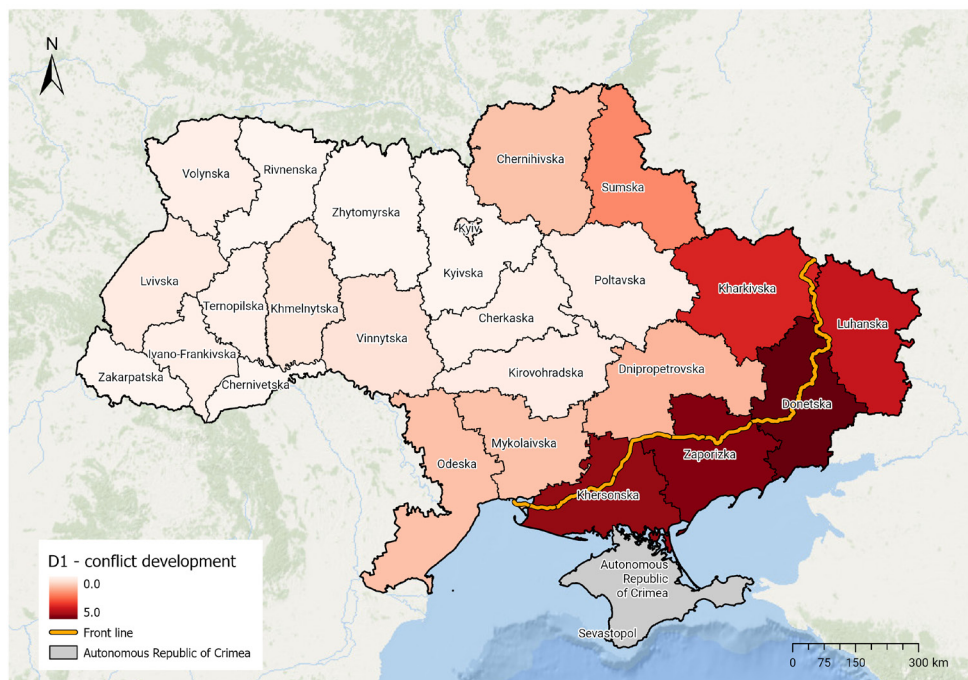 N
Chernihivska
Volynska
Rivnenska
Sumska
Zhytomyrska
Kyiv
Kyivska
Lvivska
Poltavska
Kharkivska
Ternopilska
Khmelnytska
Cherkaska
Luhanska
Vinnytska
Ivano-Frankivska
Dnipropetrovska
Zakarpatska
Chernivetska
Kirovohradska
Donetska
Mykolaivska
Odeska
Zaporizka
Khersonska
Autonomous
Republic
of Crimea
Sevastopol
D1 - conflict development
0.0
5.0
Front line
Autonomous Republic of Crimea
0 75 150 300 km